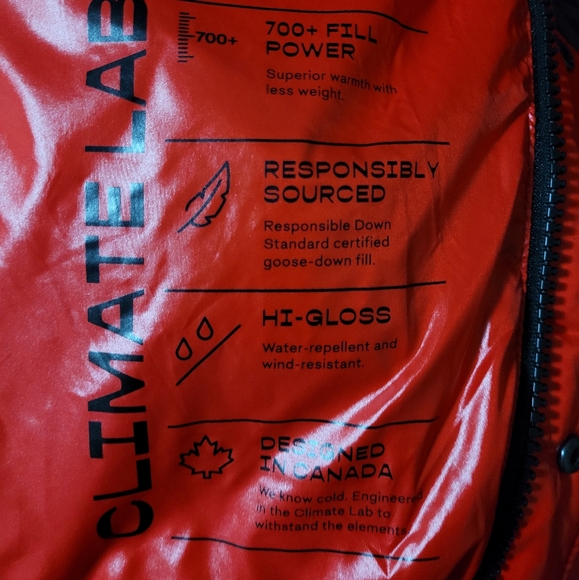 CLIMATE LAB
700+
700+ FILL
POWER
Superior warmth with
less weight.
RESPONSIBLY
SOURCED
Responsible Down
Standard certified
goose-down fill.
HI-GLOSS
Water-repellent and
wind-resistant.
DESIGNED
IN CANADA
We know cold. Engineered
in the Climate Lab to
withstand the elements.